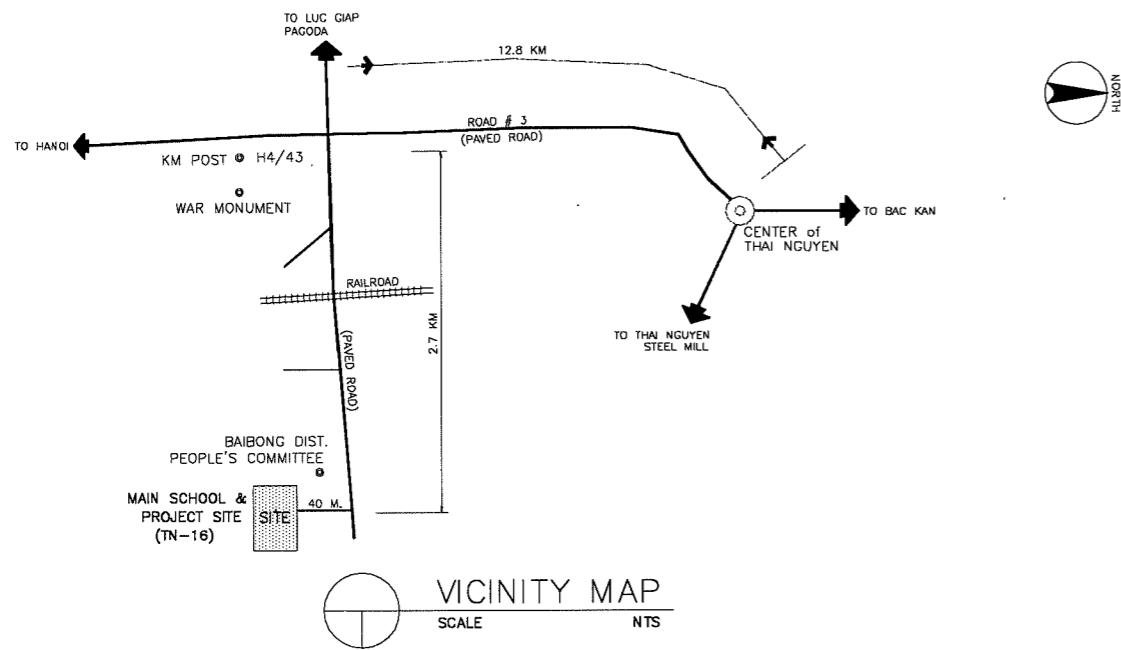 TO LUC GIAP
PAGODA
12.8 KM
NORTH
ROAD # 3
(PAVED ROAD)
TO HANOI
KM POST H4/43
WAR MONUMENT
TO BAC KAN
CENTER of
THAI NGUYEN
RAILROAD
2.7 KM
(PAVED ROAD)
TO THAI NGUYEN
STEEL MILL
BAIBONG DIST.
PEOPLE'S COMMITTEE
MAIN SCHOOL &
PROJECT SITE
(TN-16)
SITE
40 M.
VICINITY MAP
SCALE NTS